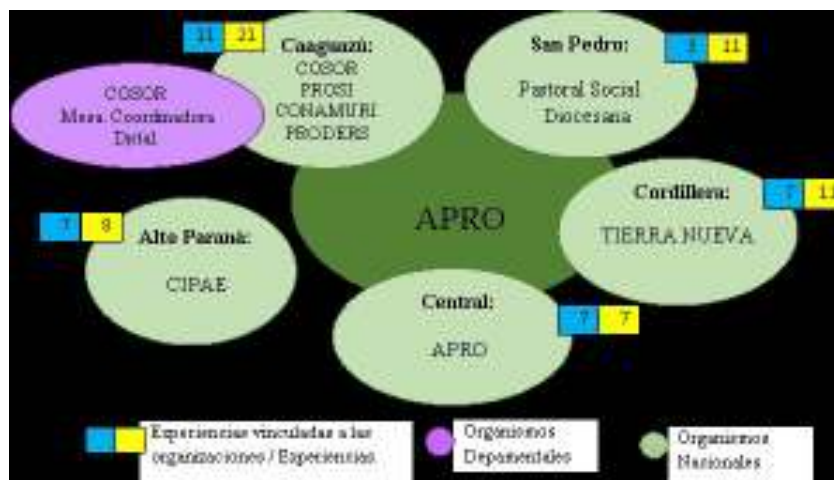 11 21
Caaguazú:
COSOR
PROSI
CONAMURI
PRODERS
San Pedro:
3 11
Pastoral Social
Diocesana
COSOR
Mesa Coordinadora
Dptal
Cordillera:
7 11
TIERRA NUEVA
APRO
7 8
Alto Paraná:
CIPAE
Central:
7 7
APRO
Experiencias vinculadas a las
organizaciones / Experiencias.
Organismos
Depamentales
Organismos
Nacionales